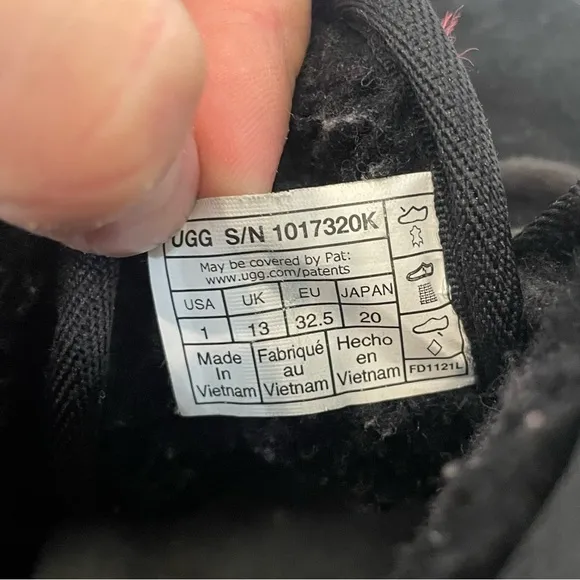 UGG S/N 1017320K
May be covered by Pat:
www.ugg.com/patents
USA UK EU JAPAN
1 13 32.5 20
Made In Vietnam
Fabriqué au Vietnam
Hecho en Vietnam
FD1121L